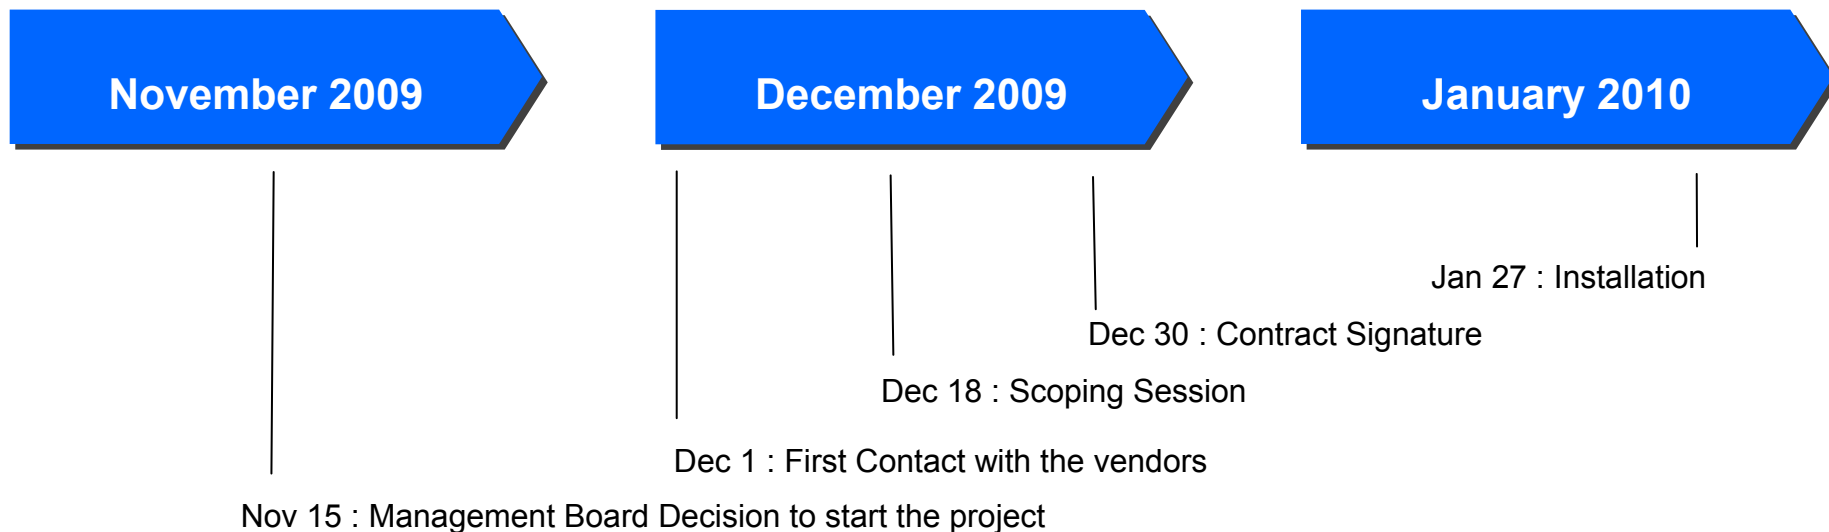 November 2009
December 2009
January 2010
Jan 27 : Installation
Dec 30 : Contract Signature
Dec 18 : Scoping Session
Dec 1 : First Contact with the vendors
Nov 15 : Management Board Decision to start the project